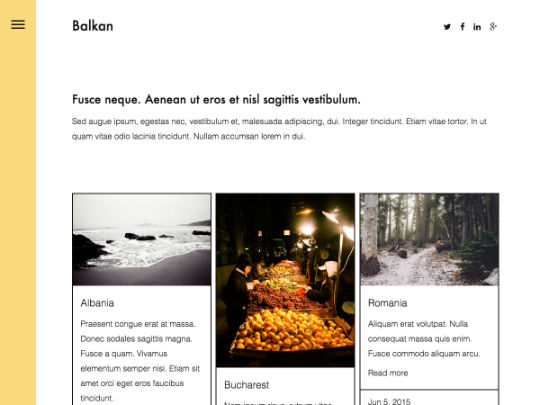 Balkan
Fusce neque. Aenean ut eros et nisl sagittis vestibulum.
Sed augue ipsum, egestas nec, vestibulum et, malesuada adipiscing, dui. Integer tincidunt. Etiam vitae tortor. In ut
quam vitae odio lacinia tincidunt. Nullam accumsan lorem in dui.
Albania
Praesent congue erat at massa.
Donec sodales sagittis magna.
Fusce a quam. Vivamus
elementum semper nisi. Etiam sit
amet orci eget eros faucibus
tincidunt.
Bucharest
Romania
Aliquam erat volutpat. Nulla
consequat massa quis enim.
Fusce commodo aliquam arcu.
Read more
Jun 5, 2015